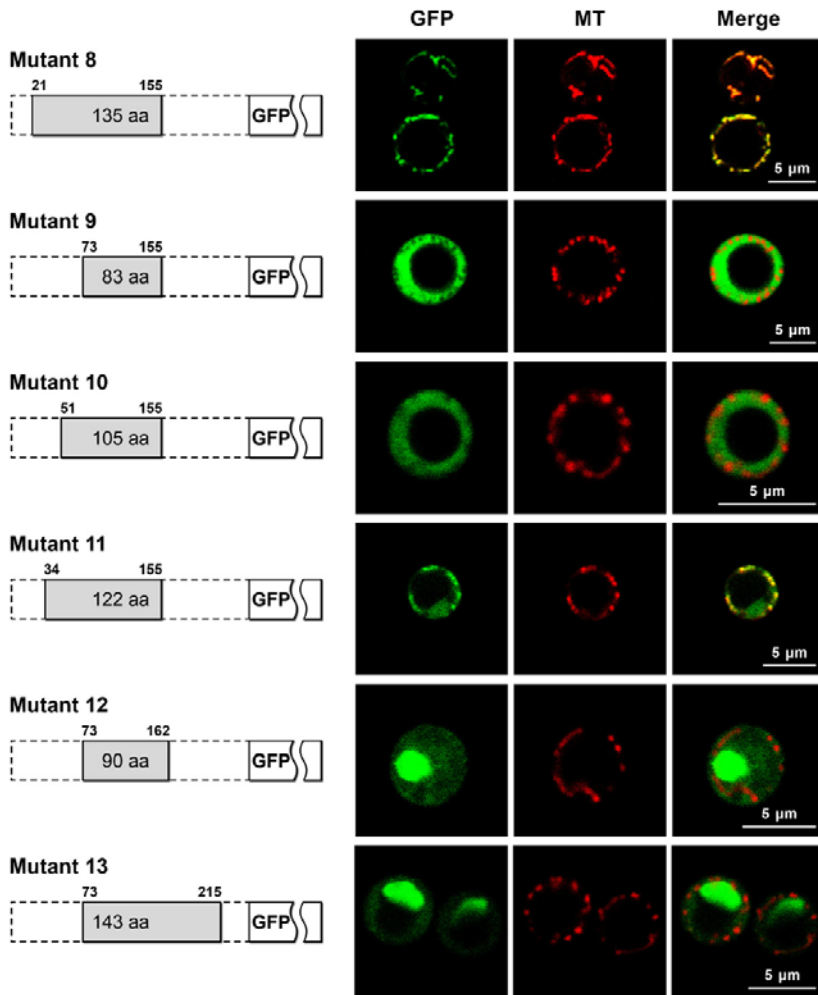 GFP MT Merge
Mutant 8
21 155
135 aa GFP
5 µm
Mutant 9
73 155
83 aa GFP
5 µm
Mutant 10
51 155
105 aa GFP
5 µm
Mutant 11
34 155
122 aa GFP
5 µm
Mutant 12
73 162
90 aa GFP
5 µm
Mutant 13
73 215
143 aa GFP
5 µm